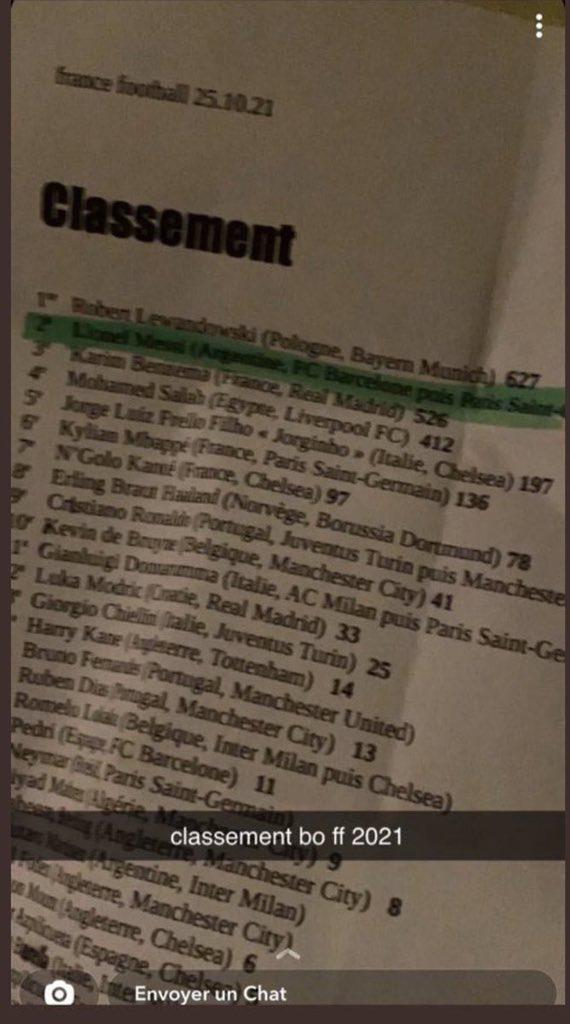 france football 25.10.21
Classement
1er Robert Lewandowski (Pologne, Bayern Munich) 627
2e Lionel Messi (Argentine, FC Barcelone puis Paris Saint-
3e Karim Benzema (France, Real Madrid) 526
4e Mohamed Salah (Egypte, Liverpool FC) 412
5e Jorge Luiz Frello Filho « Jorginho » (Italie, Chelsea) 197
6e Kylian Mbappé (France, Paris Saint-Germain) 136
7e N'Golo Kanté (France, Chelsea) 97
8e Erling Braut Haaland (Norvège, Borussia Dortmund) 78
9e Cristiano Ronaldo (Portugal, Juventus Turin puis Mancheste
10e Kevin de Bruyne (Belgique, Manchester City) 41
Gianluigi Donnarumma (Italie, AC Milan puis Paris Saint-Ge
Luka Modric (Croatie, Real Madrid) 33
Giorgio Chiellini (Italie, Juventus Turin) 25
Harry Kane (Angleterre, Tottenham) 14
Bruno Fernandes (Portugal, Manchester United)
Ruben Dias (Portugal, Manchester City) 13
Romelu Lukaku (Belgique, Inter Milan puis Chelsea)
Pedri (Espagne, FC Barcelone) 11
Neymar (Brésil, Paris Saint-Germain)
(Algérie, Manchester City) 9
classement bo ff 2021
(Angleterre, Manchester City) 8
(Argentine, Inter Milan)
(Angleterre, Manchester City)
(Angleterre, Chelsea) 6
(Espagne, Chelsea)
(Italie, Inter
Envoyer un Chat